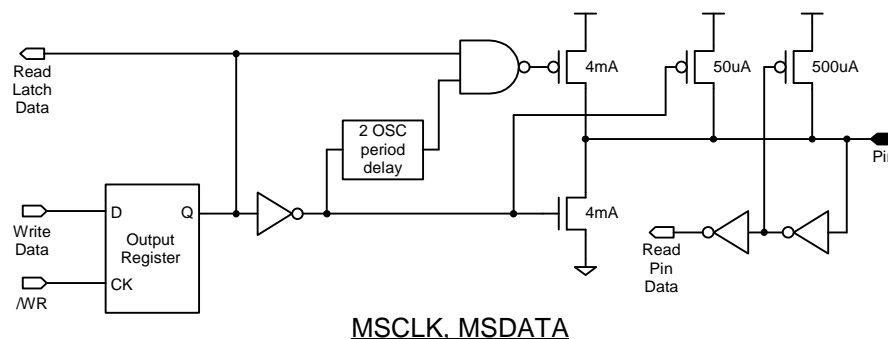 Read
Latch
Data
2 OSC
period
delay
4mA
50uA
500uA
Pin
Write
Data
D
Q
Output
Register
CK
/WR
4mA
Read
Pin
Data
MSCLK, MSDATA